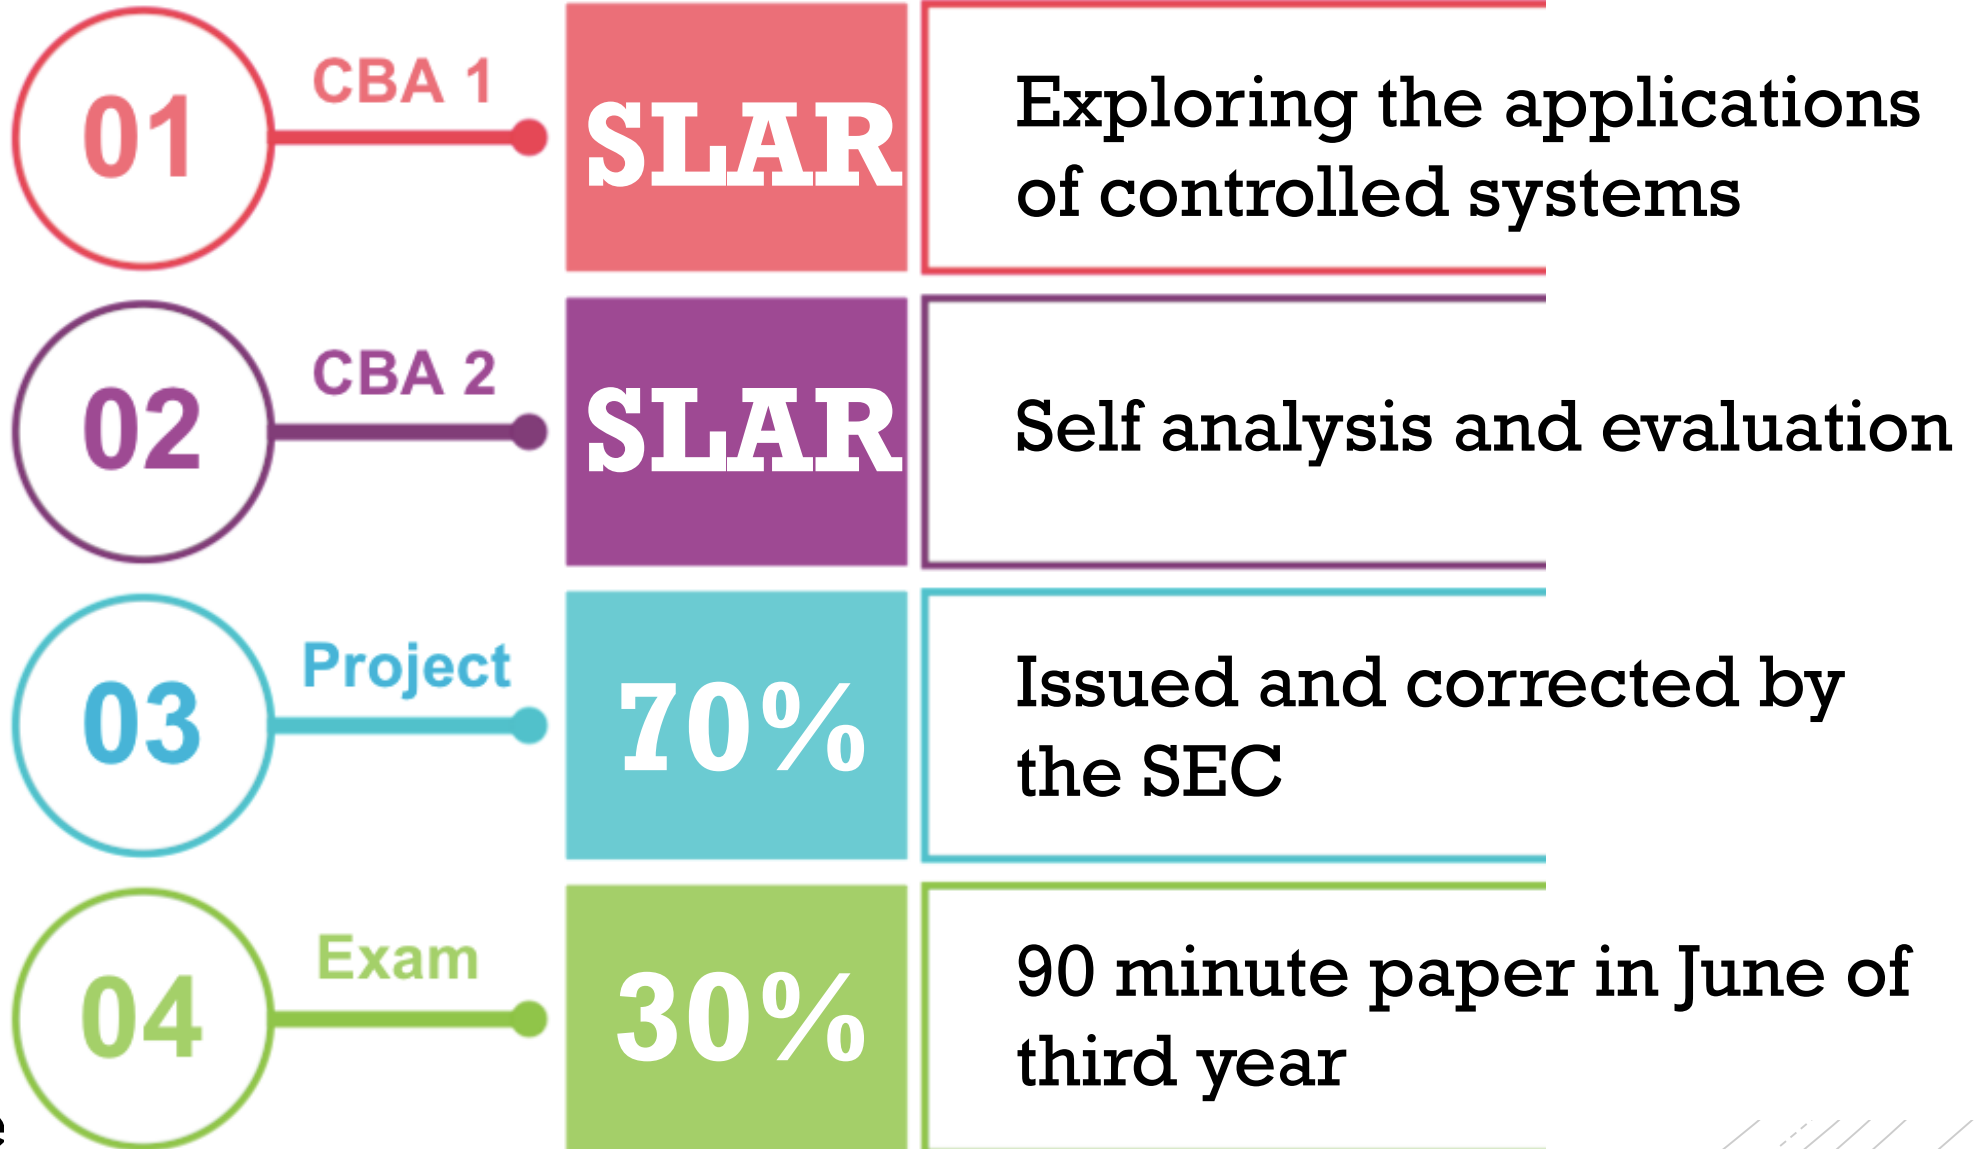 01
CBA 1
SLAR
Exploring the applications
of controlled systems
02
CBA 2
SLAR
Self analysis and evaluation
03
Project
70%
Issued and corrected by
the SEC
04
Exam
30%
90 minute paper in June of
third year